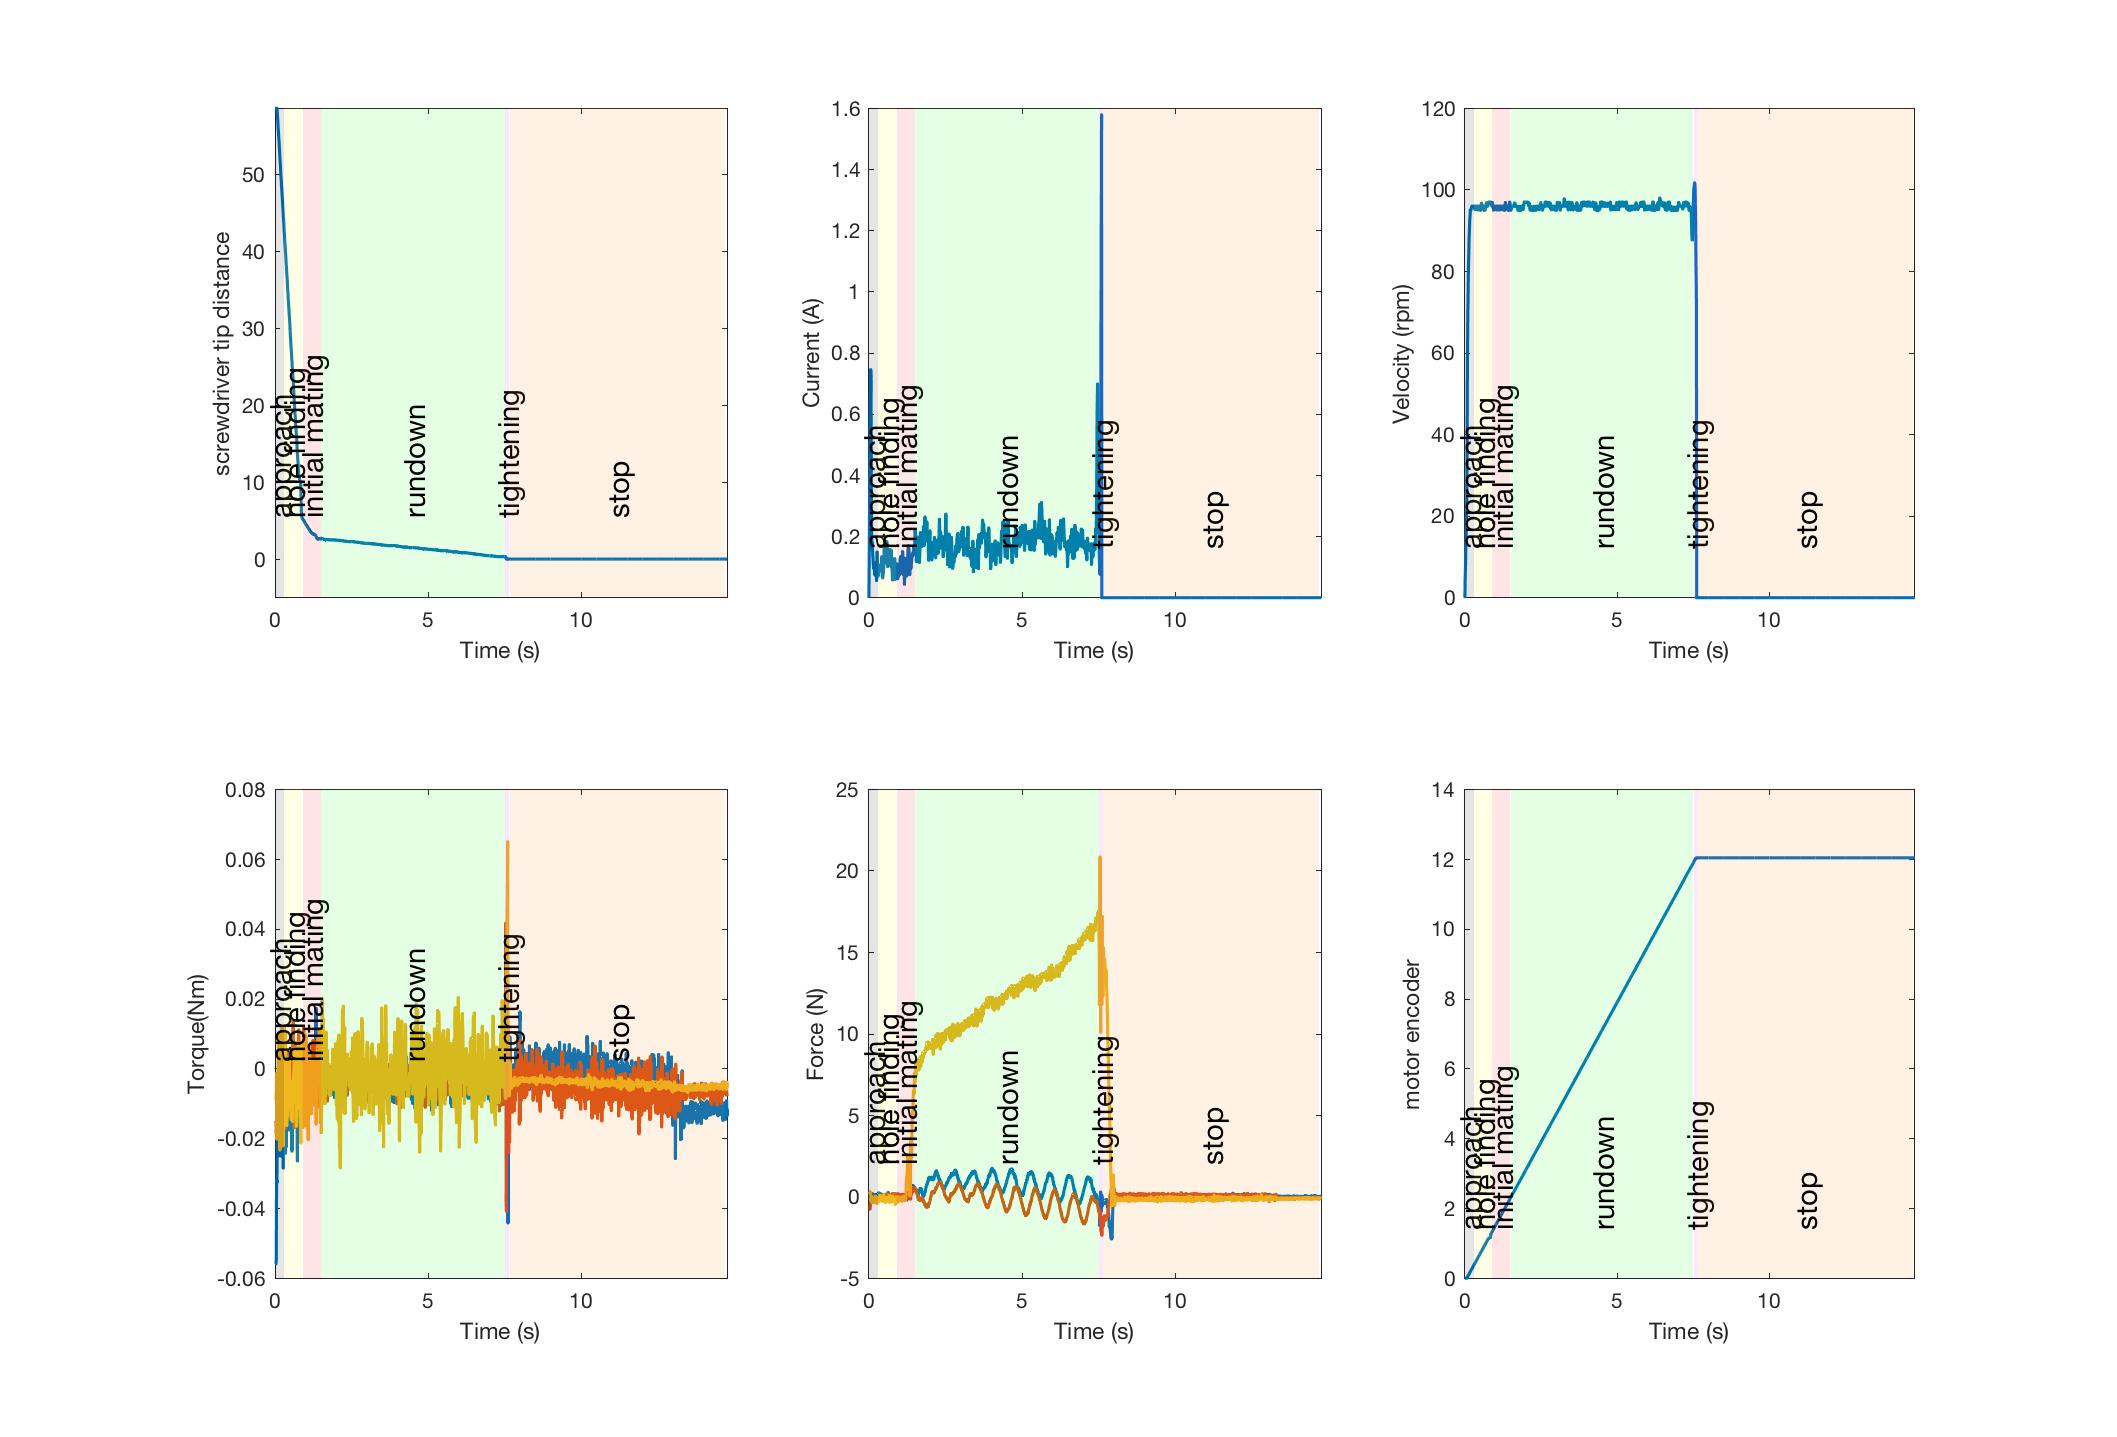 screwdriver tip distance
50
40
30
20
10
0
approach
hole finding
initial mating
rundown
tightening
stop
0 5 10
Time (s)
Current (A)
1.6
1.4
1.2
1
0.8
0.6
0.4
0.2
0
approach
hole finding
initial mating
rundown
tightening
stop
0 5 10
Time (s)
Velocity (rpm)
120
100
80
60
40
20
0
approach
hole finding
initial mating
rundown
tightening
stop
0 5 10
Time (s)
Torque(Nm)
0.08
0.06
0.04
0.02
0
-0.02
-0.04
-0.06
approach
hole finding
initial mating
rundown
tightening
stop
0 5 10
Time (s)
Force (N)
25
20
15
10
5
0
-5
approach
hole finding
initial mating
rundown
tightening
stop
0 5 10
Time (s)
motor encoder
14
12
10
8
6
4
2
0
approach
hole finding
initial mating
rundown
tightening
stop
0 5 10
Time (s)